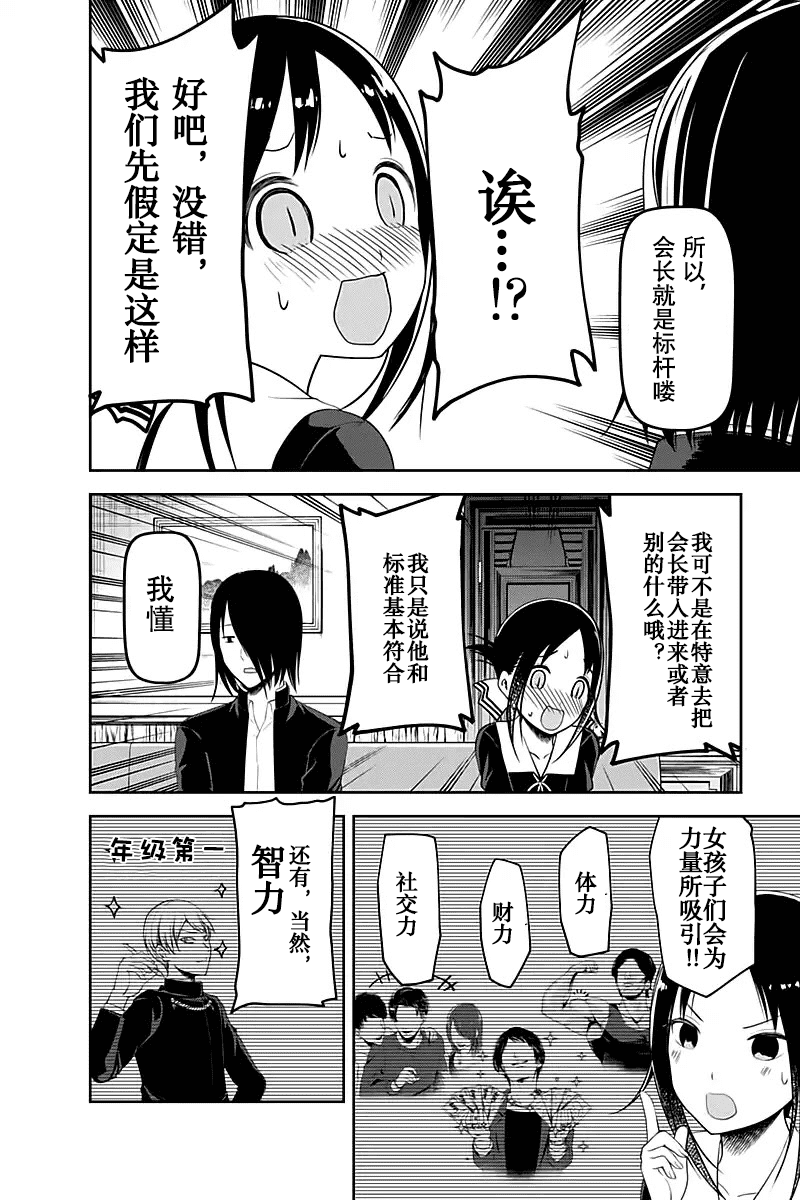 所以，
会长就是标杆喽
诶…!?
好吧，没错，
我们先假定是这样
我可不是在特意去把
会长带入进来或者
别的什么哦？
我只是说他和
标准基本符合
我懂
女孩子们会为
力量所吸引!!
体力
财力
社交力
还有，当然，
智力
年级第一